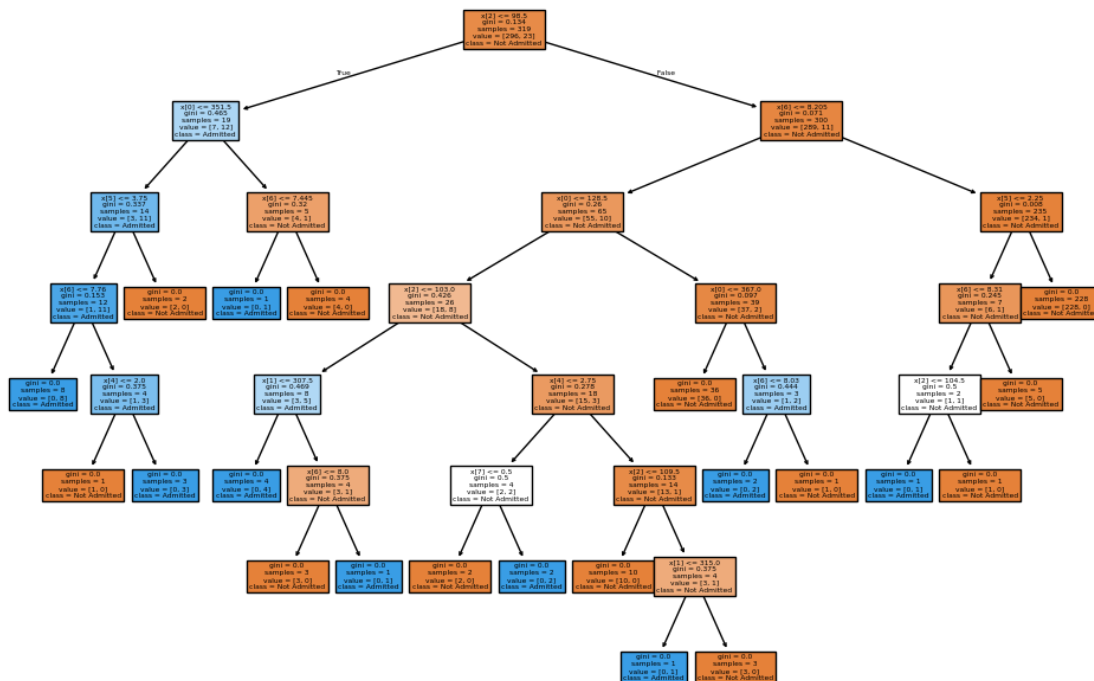 x[2] <= 98.5
gini = 0.134
samples = 319
value = [296, 23]
class = Not Admitted
True
False
x[0] <= 351.5
gini = 0.465
samples = 19
value = [7, 12]
class = Admitted
x[6] <= 8.205
gini = 0.071
samples = 300
value = [289, 11]
class = Not Admitted
x[5] <= 3.75
gini = 0.337
samples = 14
value = [3, 11]
class = Admitted
x[6] <= 7.445
gini = 0.32
samples = 5
value = [4, 1]
class = Not Admitted
x[0] <= 128.5
gini = 0.26
samples = 65
value = [55, 10]
class = Not Admitted
x[5] <= 2.25
gini = 0.008
samples = 235
value = [234, 1]
class = Not Admitted
x[6] <= 7.76
gini = 0.153
samples = 12
value = [1, 11]
class = Admitted
gini = 0.0
samples = 2
value = [2, 0]
class = Not Admitted
gini = 0.0
samples = 1
value = [0, 1]
class = Admitted
gini = 0.0
samples = 4
value = [4, 0]
class = Not Admitted
x[2] <= 103.0
gini = 0.426
samples = 26
value = [18, 8]
class = Not Admitted
x[0] <= 367.0
gini = 0.097
samples = 39
value = [37, 2]
class = Not Admitted
x[6] <= 8.31
gini = 0.245
samples = 7
value = [6, 1]
class = Not Admitted
gini = 0.0
samples = 228
value = [228, 0]
class = Not Admitted
gini = 0.0
samples = 8
value = [0, 8]
class = Admitted
x[4] <= 2.0
gini = 0.375
samples = 4
value = [1, 3]
class = Admitted
x[1] <= 307.5
gini = 0.469
samples = 8
value = [3, 5]
class = Admitted
x[4] <= 2.75
gini = 0.278
samples = 18
value = [15, 3]
class = Not Admitted
gini = 0.0
samples = 36
value = [36, 0]
class = Not Admitted
x[6] <= 8.03
gini = 0.444
samples = 3
value = [1, 2]
class = Admitted
x[2] <= 104.5
gini = 0.5
samples = 2
value = [1, 1]
class = Not Admitted
gini = 0.0
samples = 5
value = [5, 0]
class = Not Admitted
gini = 0.0
samples = 1
value = [1, 0]
class = Not Admitted
gini = 0.0
samples = 3
value = [0, 3]
class = Admitted
gini = 0.0
samples = 4
value = [0, 4]
class = Admitted
x[6] <= 8.0
gini = 0.375
samples = 4
value = [3, 1]
class = Not Admitted
x[7] <= 0.5
gini = 0.5
samples = 4
value = [2, 2]
class = Not Admitted
x[2] <= 109.5
gini = 0.133
samples = 14
value = [13, 1]
class = Not Admitted
gini = 0.0
samples = 2
value = [0, 2]
class = Admitted
gini = 0.0
samples = 1
value = [1, 0]
class = Not Admitted
gini = 0.0
samples = 1
value = [0, 1]
class = Admitted
gini = 0.0
samples = 1
value = [1, 0]
class = Not Admitted
gini = 0.0
samples = 3
value = [3, 0]
class = Not Admitted
gini = 0.0
samples = 1
value = [0, 1]
class = Admitted
gini = 0.0
samples = 2
value = [2, 0]
class = Not Admitted
gini = 0.0
samples = 2
value = [0, 2]
class = Admitted
gini = 0.0
samples = 10
value = [10, 0]
class = Not Admitted
x[1] <= 315.0
gini = 0.375
samples = 4
value = [3, 1]
class = Not Admitted
gini = 0.0
samples = 1
value = [0, 1]
class = Admitted
gini = 0.0
samples = 3
value = [3, 0]
class = Not Admitted